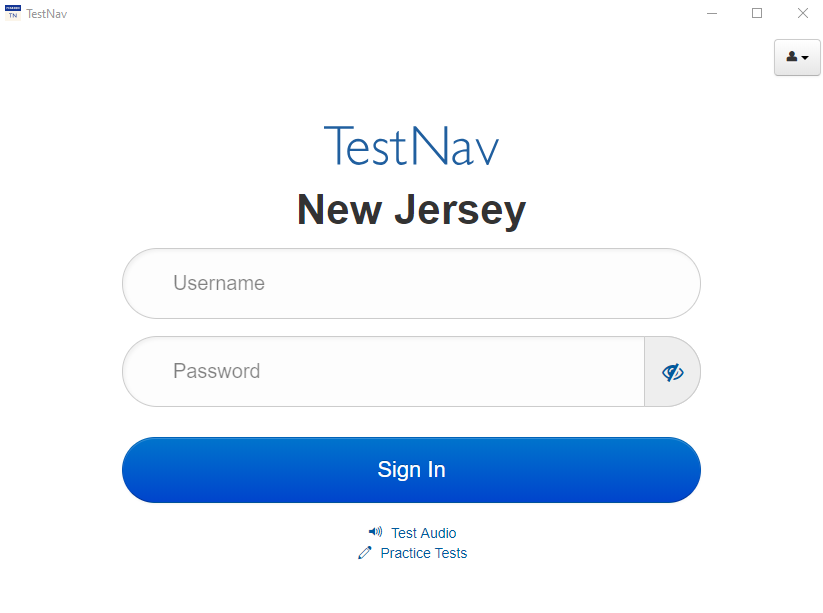 TestNav
TestNav
New Jersey
Username
Password
Sign In
Test Audio
Practice Tests